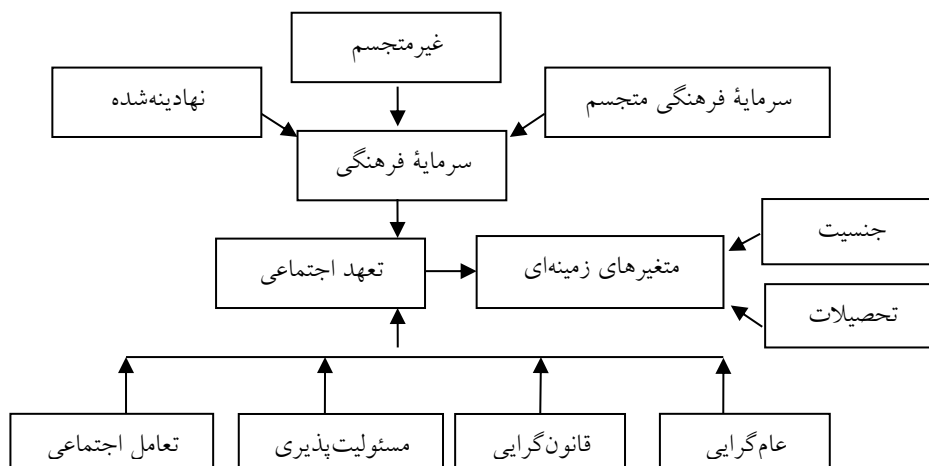 غیرمتجسم
سرمایهٔ فرهنگی متجسم
نهادینه‌شده
سرمایهٔ فرهنگی
جنسیت
متغیرهای زمینه‌ای
تعهد اجتماعی
تحصیلات
عام‌گرایی
قانون‌گرایی
مسئولیت‌پذیری
تعامل اجتماعی